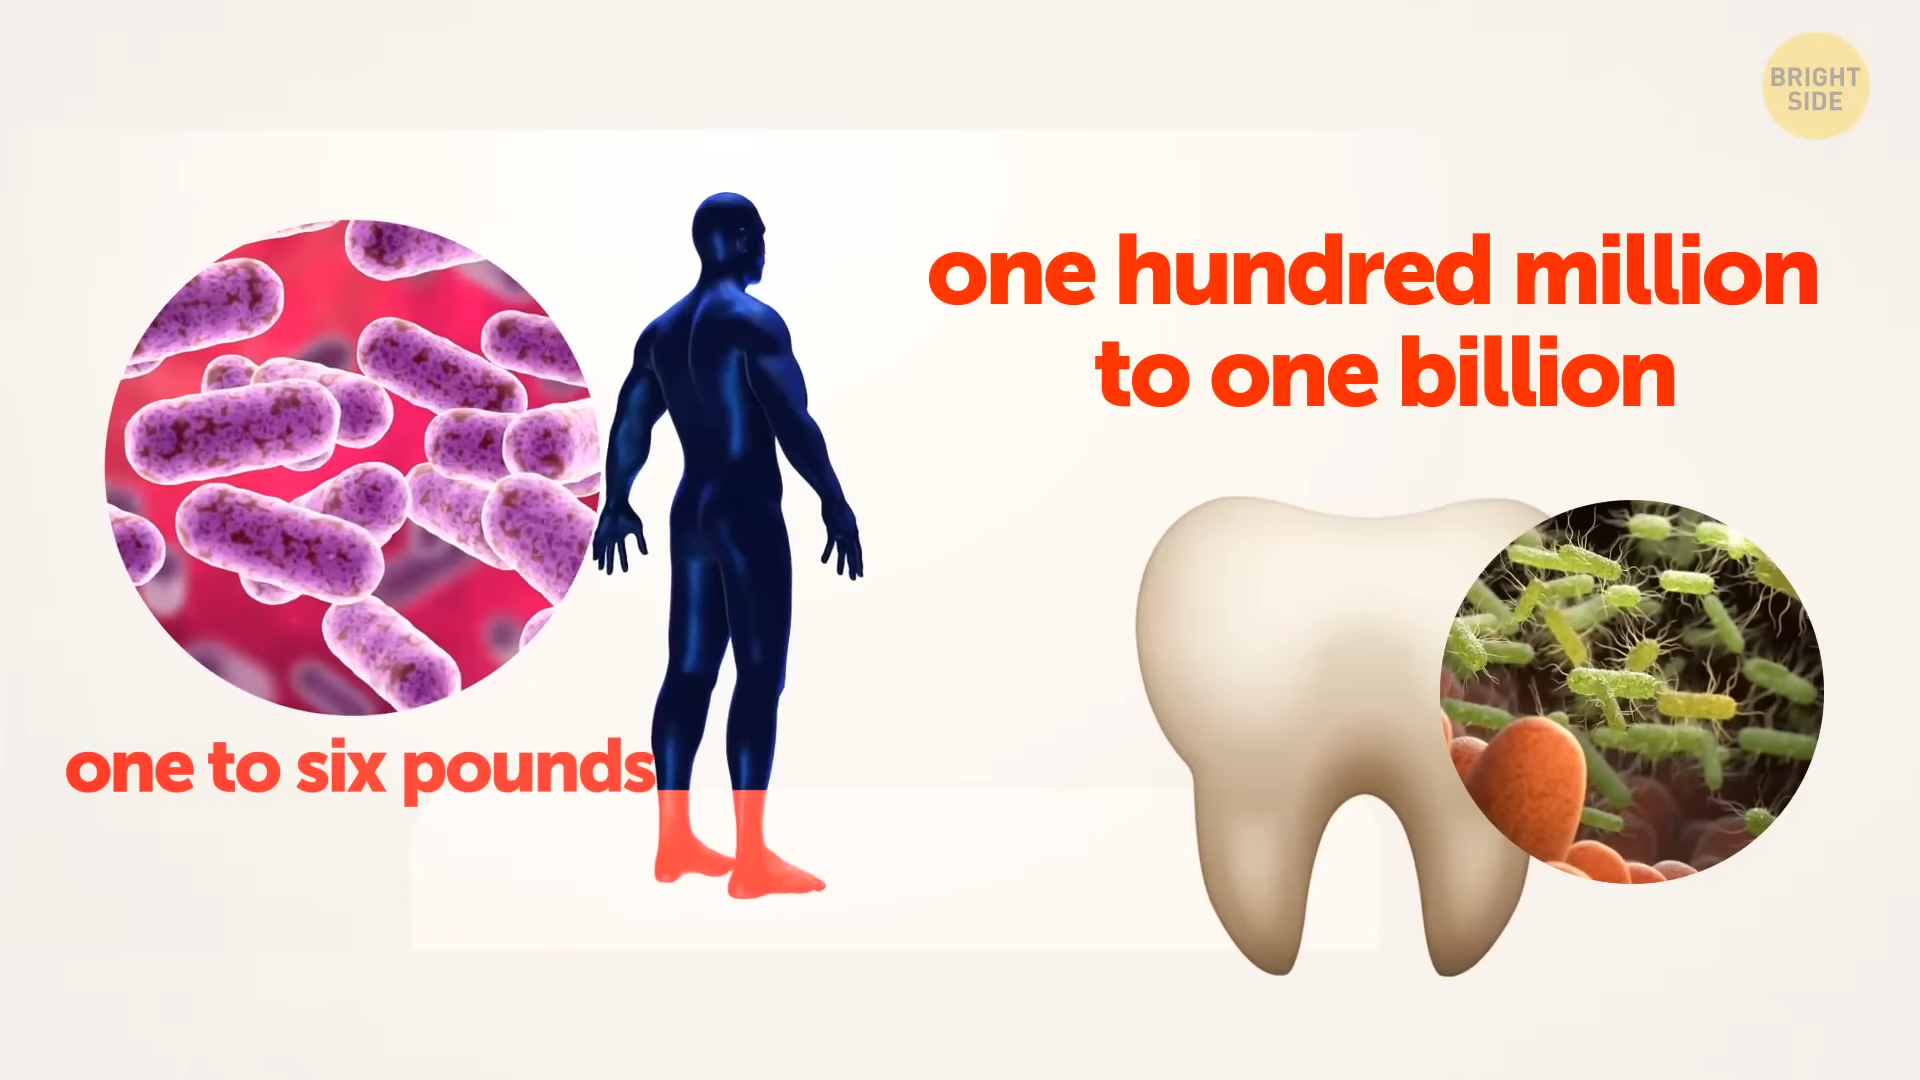 BRIGHT
SIDE
one hundred million
to one billion
one to six pounds